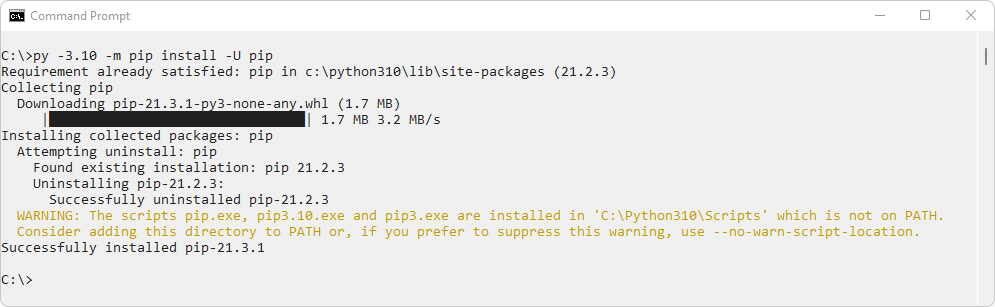 Command Prompt
C:\>py -3.10 -m pip install -U pip
Requirement already satisfied: pip in c:\python310\lib\site-packages (21.2.3)
Collecting pip
  Downloading pip-21.3.1-py3-none-any.whl (1.7 MB)
     |████████████████████████████████| 1.7 MB 3.2 MB/s
Installing collected packages: pip
  Attempting uninstall: pip
    Found existing installation: pip 21.2.3
    Uninstalling pip-21.2.3:
      Successfully uninstalled pip-21.2.3
  WARNING: The scripts pip.exe, pip3.10.exe and pip3.exe are installed in 'C:\Python310\Scripts' which is not on PATH.
  Consider adding this directory to PATH or, if you prefer to suppress this warning, use --no-warn-script-location.
Successfully installed pip-21.3.1
C:\>